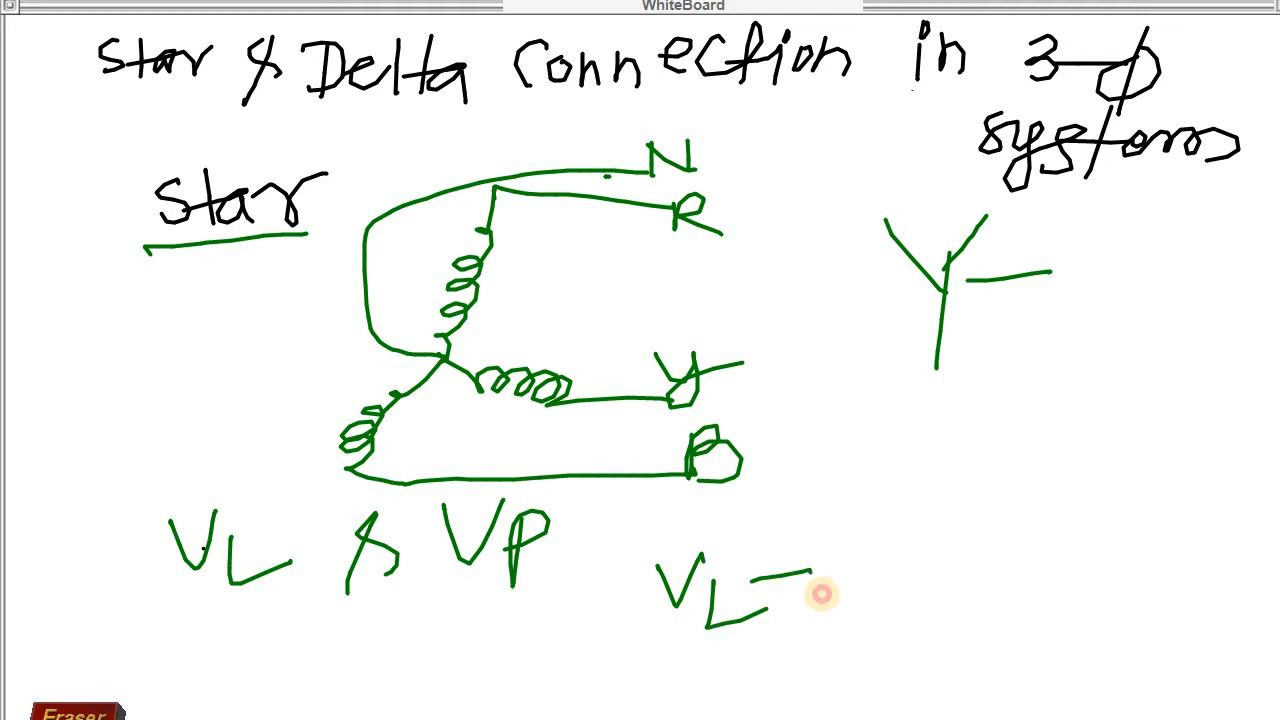 WhiteBoard
Star & Delta Connection in 3-ϕ
systems
Star
N
R
Y
Y-
B
VL & VP
VL =
Eraser